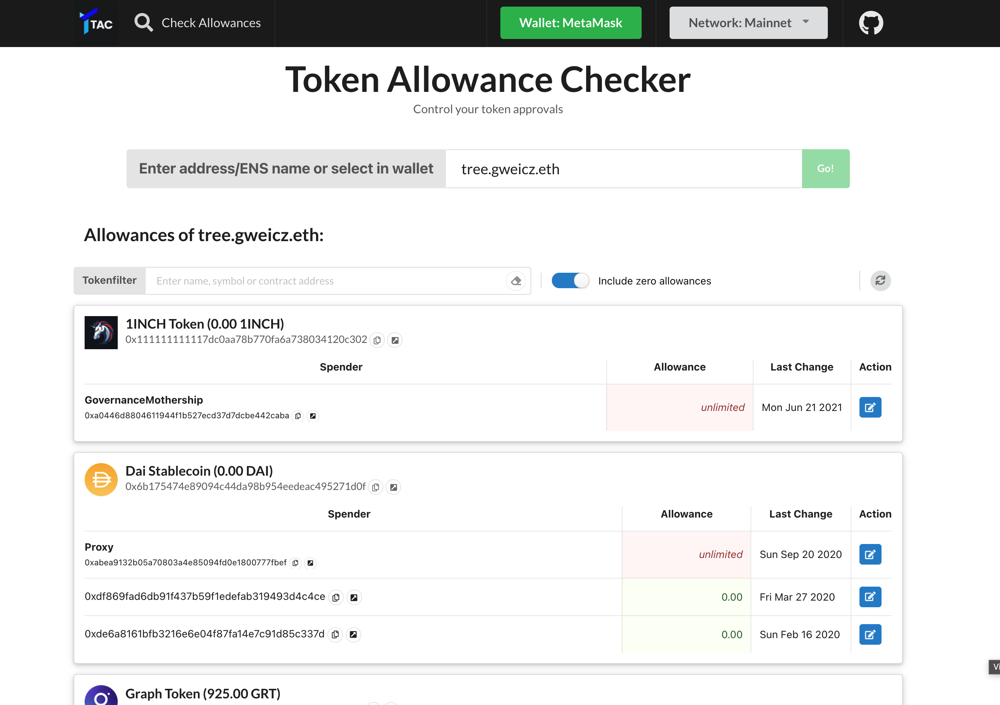 TAC
Check Allowances
Wallet: MetaMask
Network: Mainnet
Token Allowance Checker
Control your token approvals
Enter address/ENS name or select in wallet
tree.gweicz.eth
Go!
Allowances of tree.gweicz.eth:
Tokenfilter
Enter name, symbol or contract address
Include zero allowances
1INCH Token (0.00 1INCH)
0x111111111117dc0aa78b770fa6a738034120c302
Spender Allowance Last Change Action
GovernanceMothership
0xa0446d8804611944f1b527ecd37d7dcbe442caba
unlimited Mon Jun 21 2021
Dai Stablecoin (0.00 DAI)
0x6b175474e89094c44da98b954eedeac495271d0f
Spender Allowance Last Change Action
Proxy
0xabea9132b05a70803a4e85094fd0e1800777fbef
unlimited Sun Sep 20 2020
0xdf869fad6db91f437b59f1edefab319493d4c4ce 0.00 Fri Mar 27 2020
0xde6a8161bfb3216e6e04f87fa14e7c91d85c337d 0.00 Sun Feb 16 2020
Vi
Graph Token (925.00 GRT)